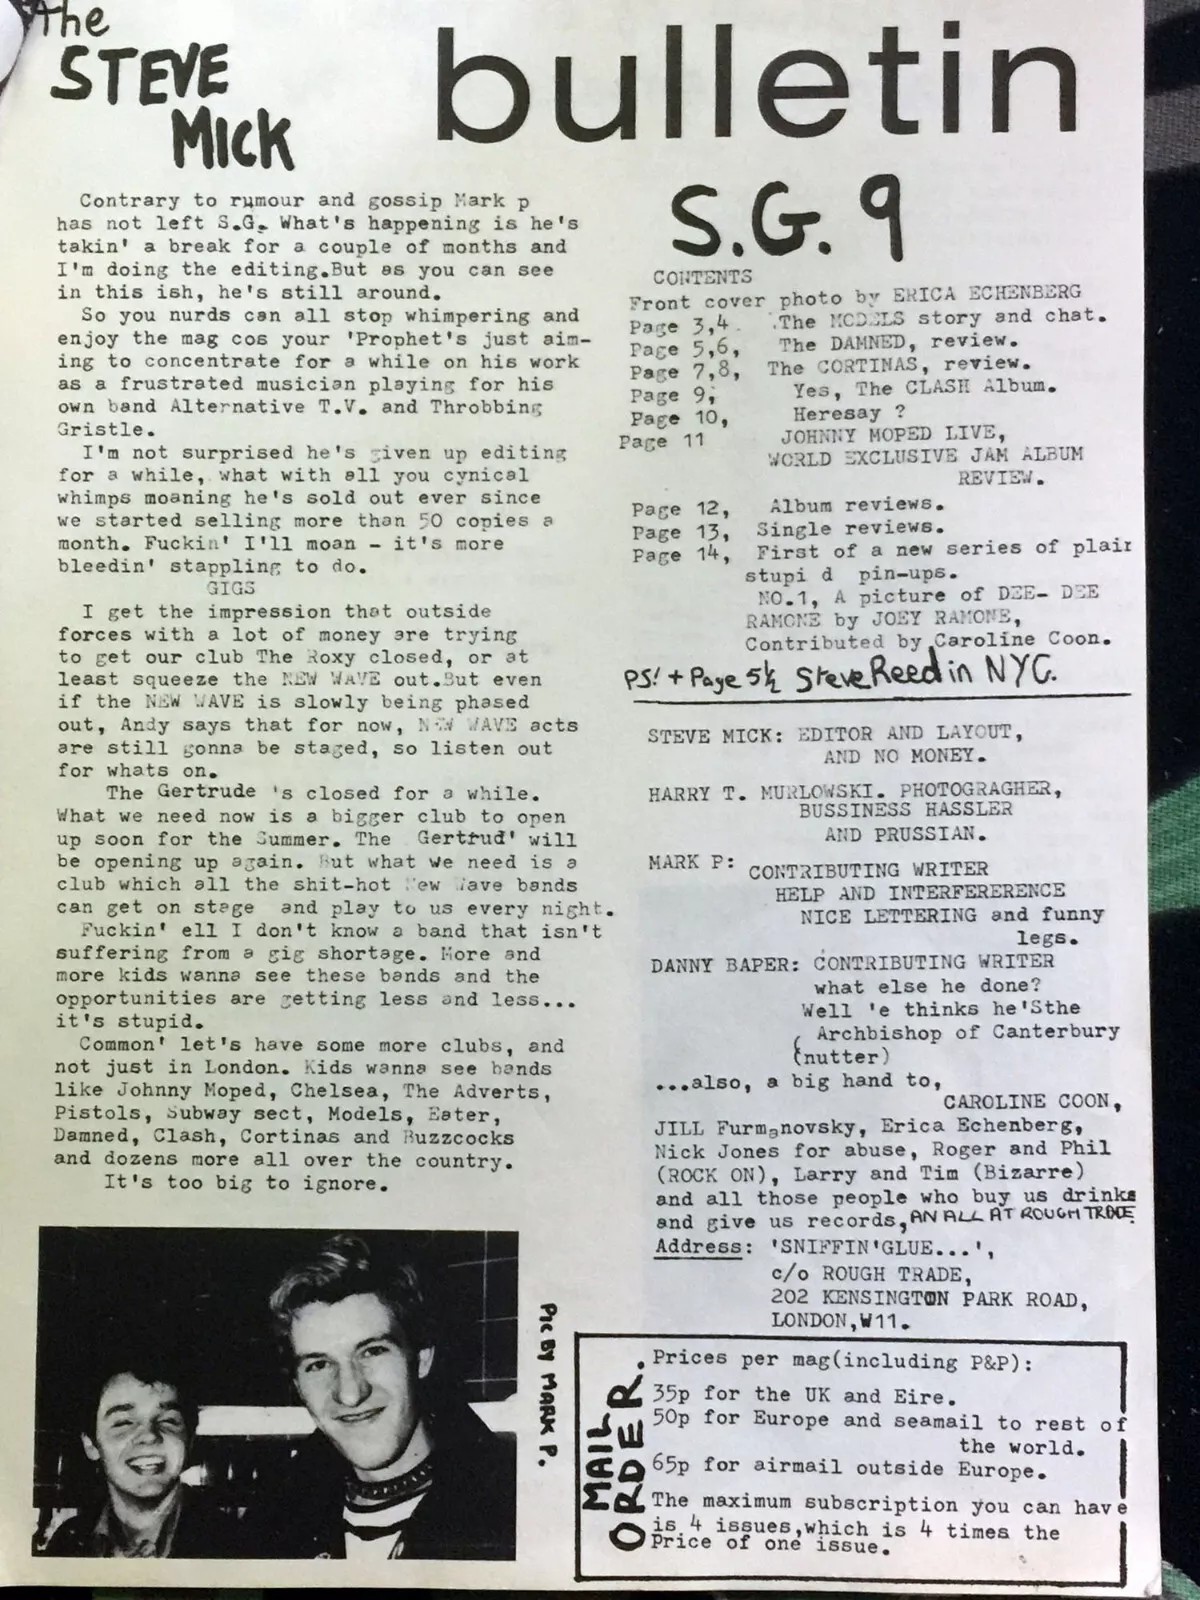 The
STEVE
MICK
bulletin
Contrary to rumour and gossip Mark p
has not left S.G. What's happening is he's
takin' a break for a couple of months and
I'm doing the editing.But as you can see
in this ish, he's still around.
So you nurds can all stop whimpering and
enjoy the mag cos your 'Prophet's just aim-
ing to concentrate for a while on his work
as a frustrated musician playing for his
own band Alternative T.V. and Throbbing
Gristle.
I'm not surprised he's given up editing
for a while, what with all you cynical
whimps moaning he's sold out ever since
we started selling more than 50 copies a
month. Fuckin' I'll moan - it's more
bleedin' stappling to do.
GIGS
I get the impression that outside
forces with a lot of money are trying
to get our club The Roxy closed, or at
least squeeze the NEW WAVE out.But even
if the NEW WAVE is slowly being phased
out, Andy says that for now, NEW WAVE acts
are still gonna be staged, so listen out
for whats on.
The Gertrude 's closed for a while.
What we need now is a bigger club to open
up soon for the Summer. The Gertrud' will
be opening up again. But what we need is a
club which all the shit-hot New Wave bands
can get on stage and play to us every night.
Fuckin' ell I don't know a band that isn't
suffering from a gig shortage. More and
more kids wanna see these bands and the
opportunities are getting less and less...
it's stupid.
Common' let's have some more clubs, and
not just in London. Kids wanna see bands
like Johnny Moped, Chelsea, The Adverts,
Pistols, Subway sect, Models, Eater,
Damned, Clash, Cortinas and Buzzcocks
and dozens more all over the country.
It's too big to ignore.
PIC BY MARK P.
S.G. 9
CONTENTS
Front cover photo by ERICA ECHENBERG
Page 3,4. The MODELS story and chat.
Page 5,6, The DAMNED, review.
Page 7,8, The CORTINAS, review.
Page 9, Yes, The CLASH Album.
Page 10, Heresay ?
Page 11 JOHNNY MOPED LIVE,
WORLD EXCLUSIVE JAM ALBUM
REVIEW.
Page 12, Album reviews.
Page 13, Single reviews.
Page 14, First of a new series of plain
stupi d pin-ups.
NO.1, A picture of DEE- DEE
RAMONE by JOEY RAMONE,
Contributed by Caroline Coon.
PS! + Page 5½ Steve Reed in NYC.
STEVE MICK: EDITOR AND LAYOUT,
AND NO MONEY.
HARRY T. MURLOWSKI. PHOTOGRAGHER,
BUSSINESS HASSLER
AND PRUSSIAN.
MARK P: CONTRIBUTING WRITER
HELP AND INTERFERERENCE
NICE LETTERING and funny
legs.
DANNY BAPER: CONTRIBUTING WRITER
what else he done?
Well 'e thinks he'Sthe
Archbishop of Canterbury
(nutter)
...also, a big hand to,
CAROLINE COON,
JILL Furmanovsky, Erica Echenberg,
Nick Jones for abuse, Roger and Phil
(ROCK ON), Larry and Tim (Bizarre)
and all those people who buy us drinks
and give us records, AN ALL AT ROUGH TRADE.
Address: 'SNIFFIN'GLUE...',
c/o ROUGH TRADE,
202 KENSINGTON PARK ROAD,
LONDON,W11.
MAIL
ORDER.
Prices per mag(including P&P):
35p for the UK and Eire.
50p for Europe and seamail to rest of
the world.
65p for airmail outside Europe.
The maximum subscription you can have
is 4 issues,which is 4 times the
Price of one issue.